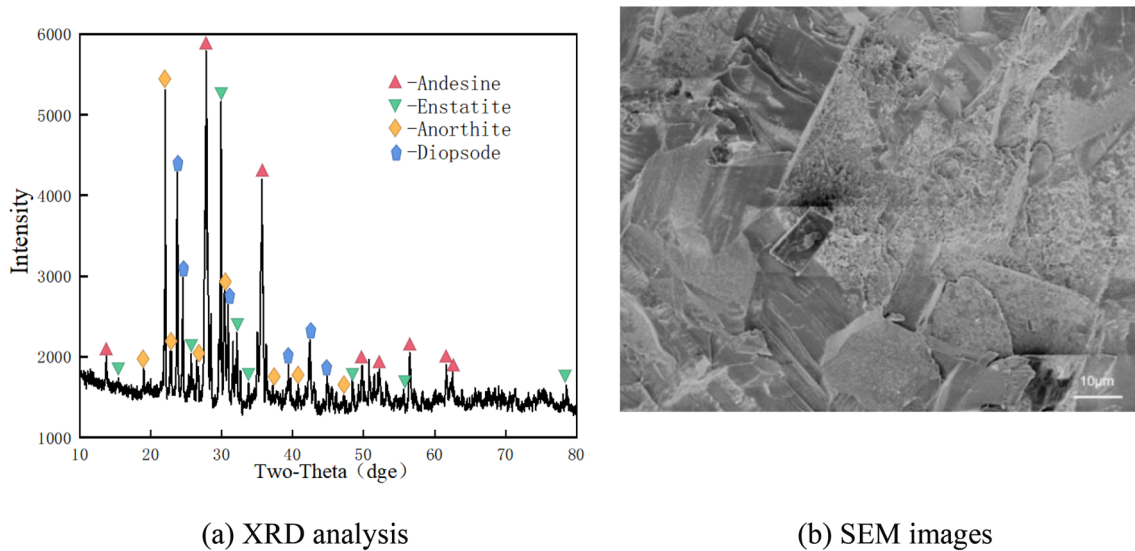 6000
5000
4000
3000
2000
1000
Intensity
-Andesine
-Enstatite
-Anorthite
-Diopsode
10 20 30 40 50 60 70 80
Two-Theta（dge）
10μm
(a) XRD analysis
(b) SEM images